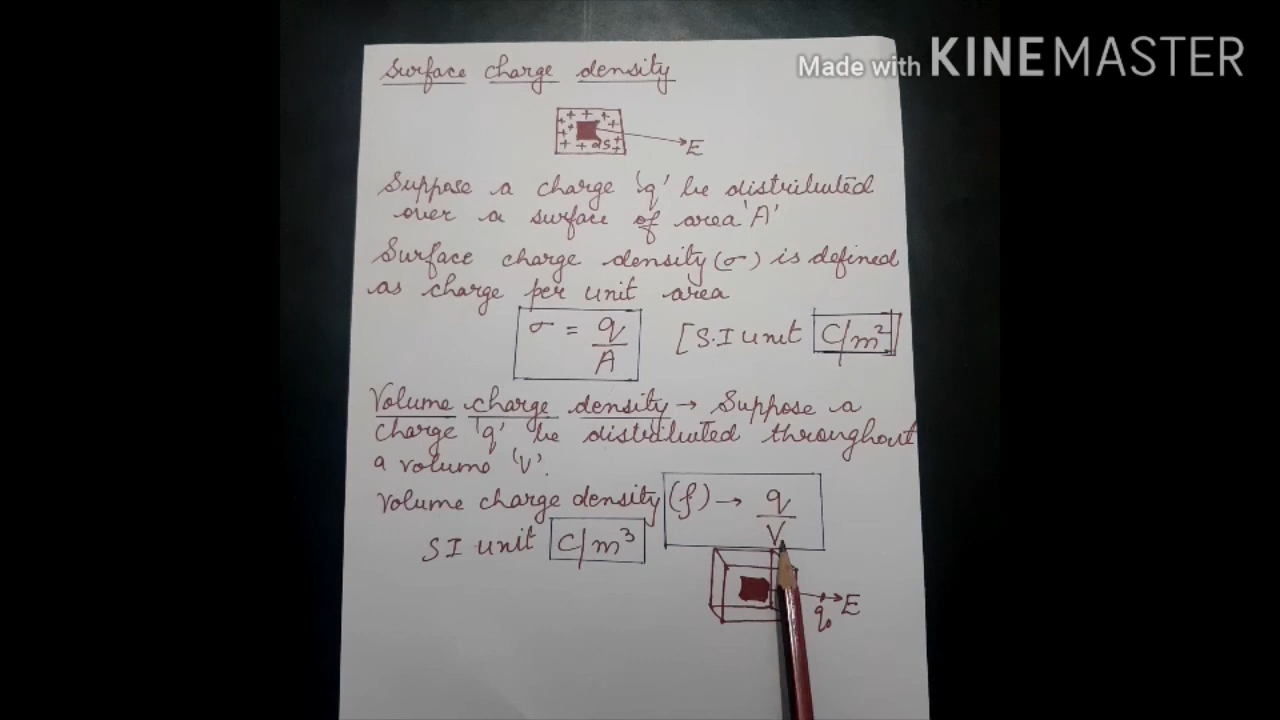 Made with KINEMASTER
Surface charge density
+ + + + + + + + + + + +
ds
E
Suppose a charge 'q' be distributed
over a surface of area 'A'
Surface charge density (σ) is defined
as charge per unit area
σ = q/A [S.I unit C/m²]
Volume charge density → Suppose a
charge 'q' be distributed throughout
a volume 'V'.
Volume charge density (f) → q/V
SI unit C/m³
E
q₀